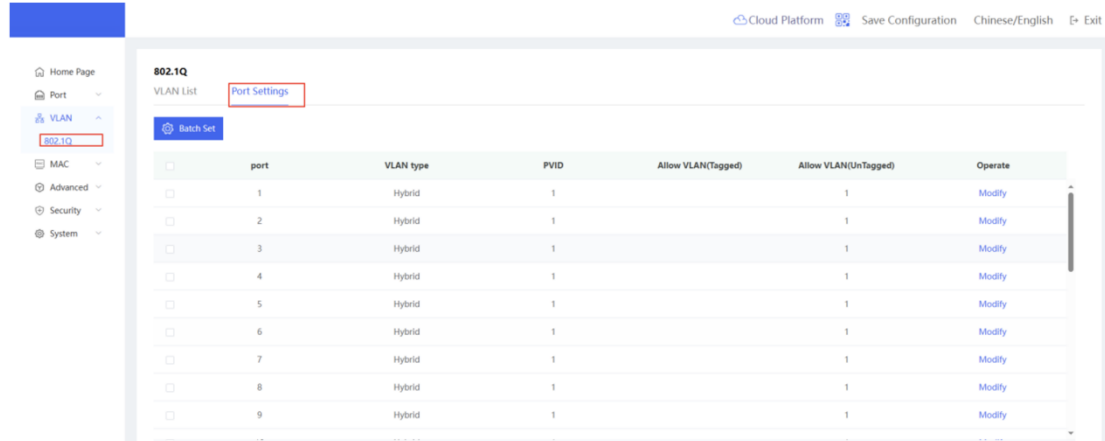 Cloud Platform Save Configuration Chinese/English Exit
Home Page
Port
VLAN
802.1Q
MAC
Advanced
Security
System
802.1Q
VLAN List Port Settings
Batch Set
port VLAN type PVID Allow VLAN(Tagged) Allow VLAN(UnTagged) Operate
1 Hybrid 1 1 Modify
2 Hybrid 1 1 Modify
3 Hybrid 1 1 Modify
4 Hybrid 1 1 Modify
5 Hybrid 1 1 Modify
6 Hybrid 1 1 Modify
7 Hybrid 1 1 Modify
8 Hybrid 1 1 Modify
9 Hybrid 1 1 Modify